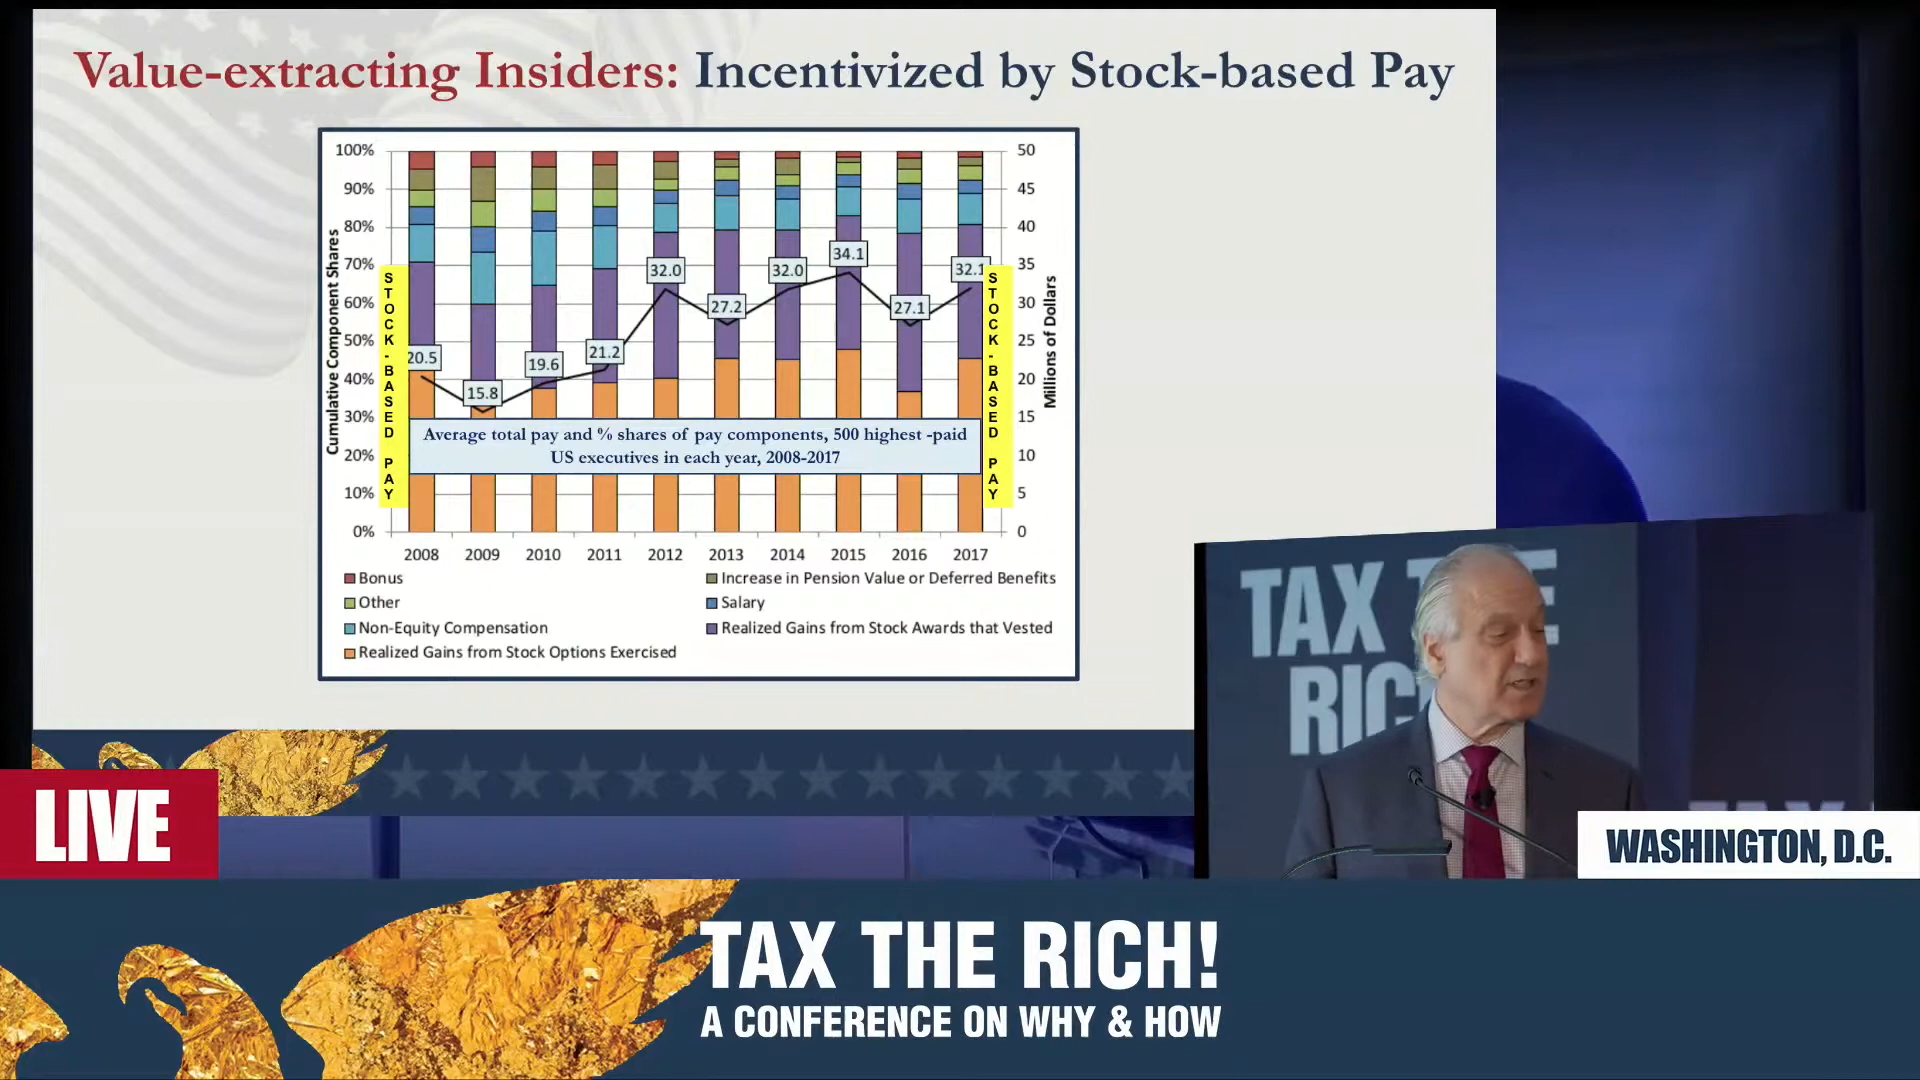 Value-extracting Insiders: Incentivized by Stock-based Pay
100%
90%
80%
70%
60%
50%
40%
30%
20%
10%
0%
Cumulative Component Shares
STOCK-BASED PAY
50
45
40
35
30
25
20
15
10
5
0
Millions of Dollars
STOCK-BASED PAY
20.5
15.8
19.6
21.2
32.0
27.2
32.0
34.1
27.1
32.1
Average total pay and % shares of pay components, 500 highest -paid
US executives in each year, 2008-2017
2008 2009 2010 2011 2012 2013 2014 2015 2016 2017
Bonus
Increase in Pension Value or Deferred Benefits
Other
Salary
Non-Equity Compensation
Realized Gains from Stock Awards that Vested
Realized Gains from Stock Options Exercised
TAX
RIC
LIVE
WASHINGTON, D.C.
TAX THE RICH!
A CONFERENCE ON WHY & HOW